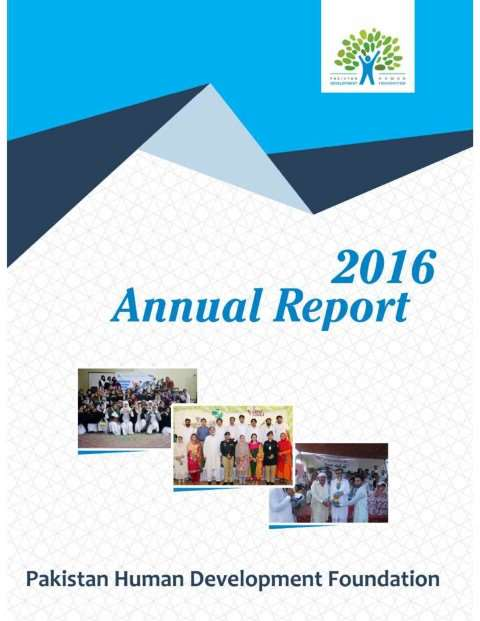 PAKISTAN HUMAN
DEVELOPMENT FOUNDATION
2016
Annual Report
Pakistan Human Development Foundation